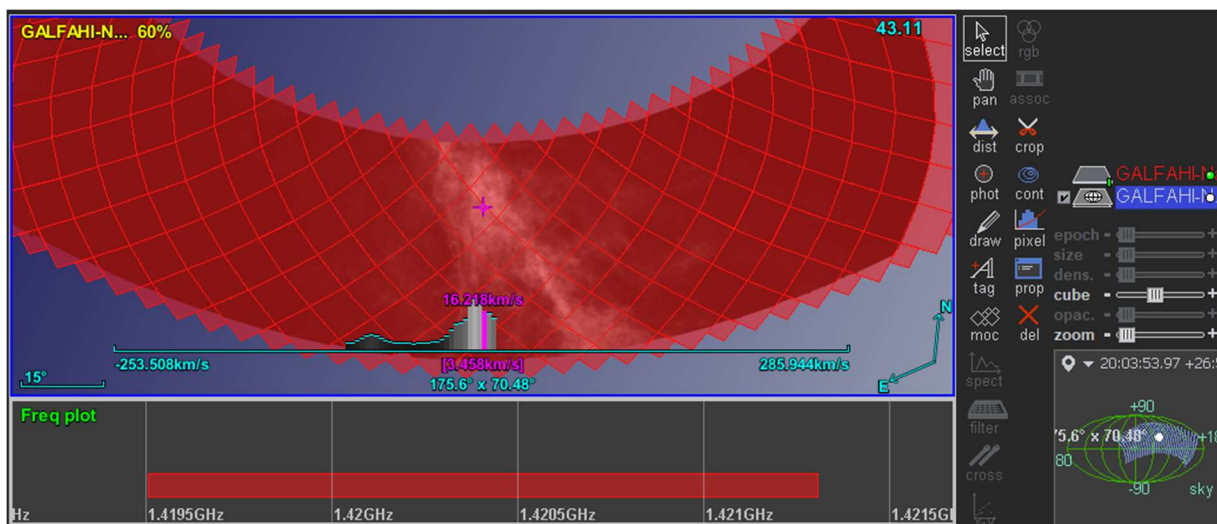 GALFAHI-N... 60%
43.11
16.218km/s
-253.508km/s
[3.458km/s]
285.944km/s
15°
175.6° x 70.48°
N
E
Freq plot
Hz
1.4195GHz
1.42GHz
1.4205GHz
1.421GHz
1.4215G
select
rgb
pan
assoc
dist
crop
phot
cont
draw
pixel
tag
prop
moc
del
spect
filter
cross
GALFAHI-N
GALFAHI-N
epoch - +
size - +
dens. - +
cube - +
opac. - +
zoom - +
20:03:53.97 +26:5
+90
75.6° x 70.48°
+18
80
-90
sky